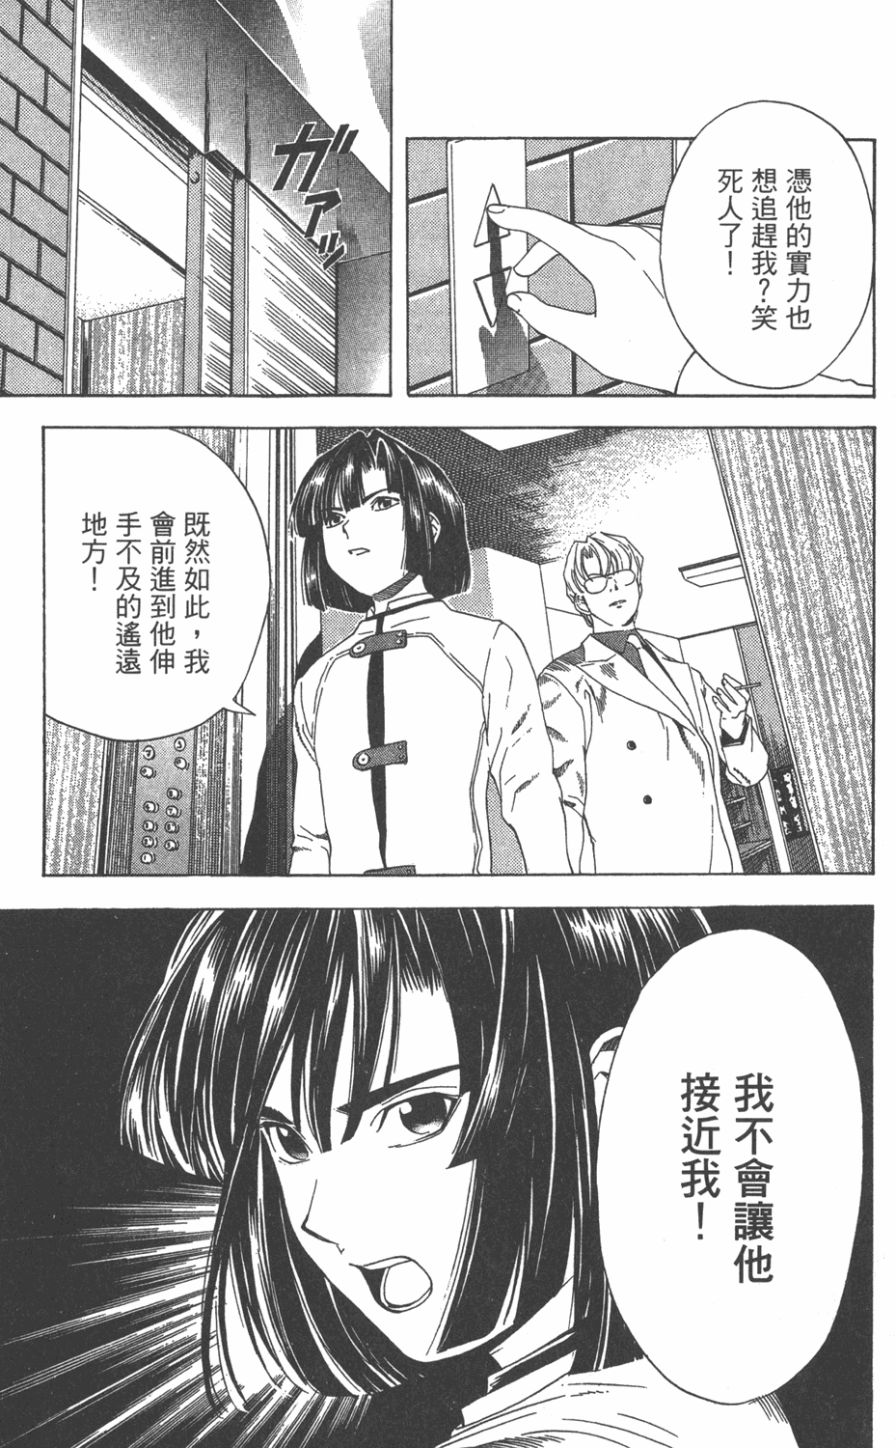 憑他的實力也
想追趕我?笑
死人了!
ガァッ
既然如此,我
會前進到他伸
手不及的遙遠
地方!
我不會讓他
接近我!